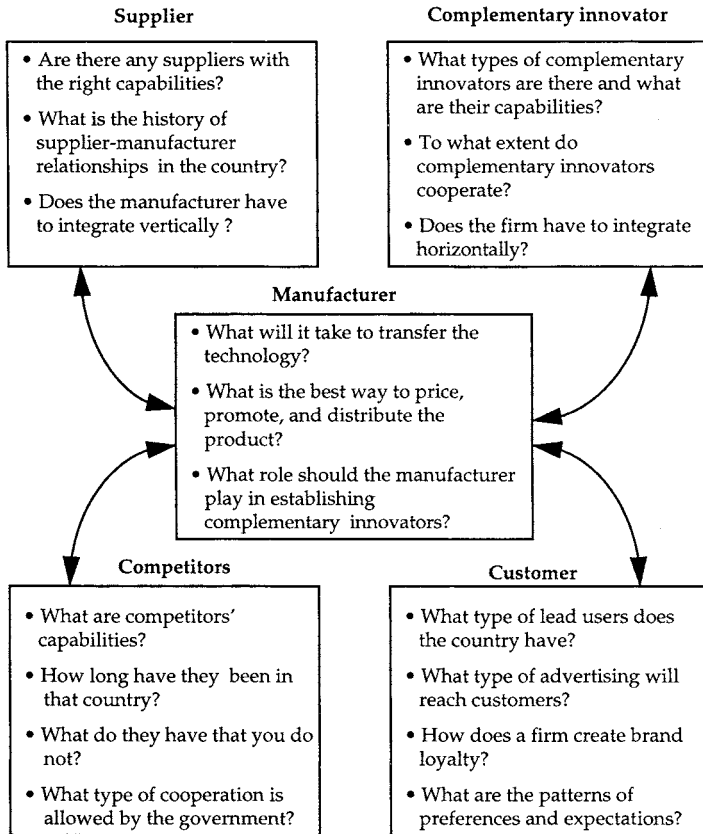 Supplier
• Are there any suppliers with
the right capabilities?
• What is the history of
supplier-manufacturer
relationships in the country?
• Does the manufacturer have
to integrate vertically ?
Complementary innovator
• What types of complementary
innovators are there and what
are their capabilities?
• To what extent do
complementary innovators
cooperate?
• Does the firm have to integrate
horizontally?
Manufacturer
• What will it take to transfer the
technology?
• What is the best way to price,
promote, and distribute the
product?
• What role should the manufacturer
play in establishing
complementary innovators?
Competitors
• What are competitors'
capabilities?
• How long have they been in
that country?
• What do they have that you do
not?
• What type of cooperation is
allowed by the government?
Customer
• What type of lead users does
the country have?
• What type of advertising will
reach customers?
• How does a firm create brand
loyalty?
• What are the patterns of
preferences and expectations?